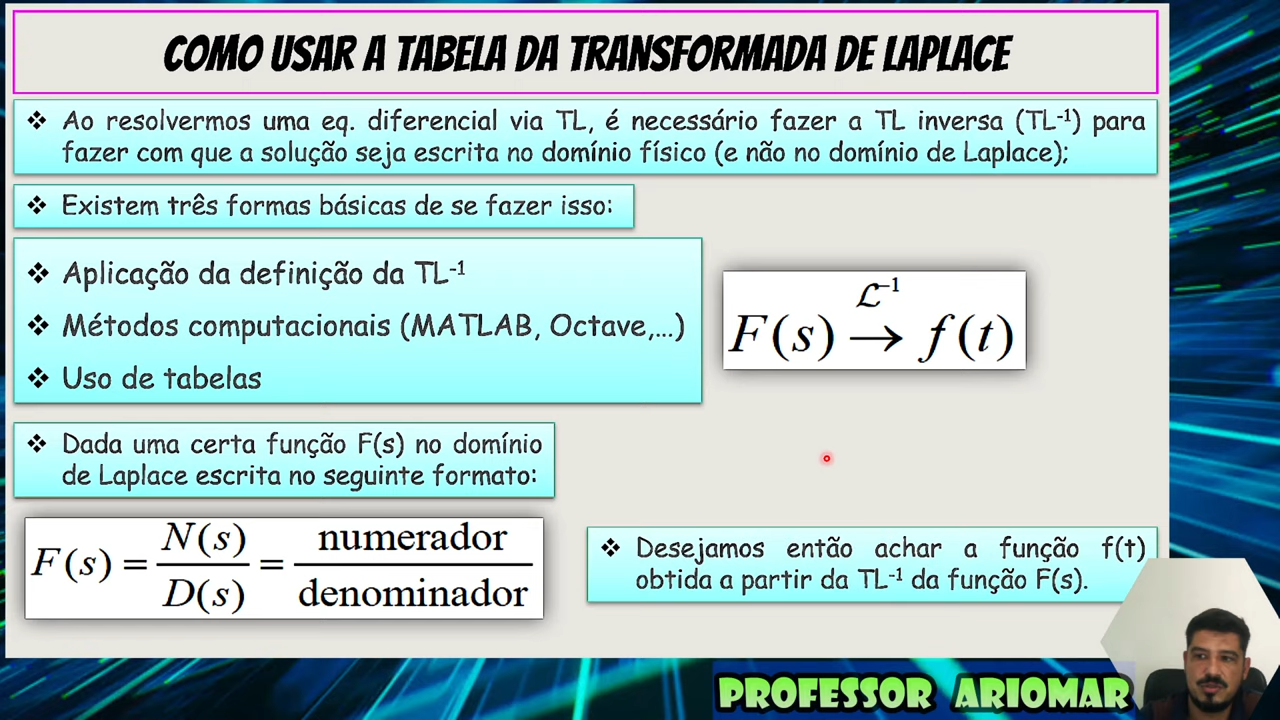 COMO USAR A TABELA DA TRANSFORMADA DE LAPLACE
❖ Ao resolvermos uma eq. diferencial via TL, é necessário fazer a TL inversa (TL⁻¹) para
fazer com que a solução seja escrita no domínio físico (e não no domínio de Laplace);
❖ Existem três formas básicas de se fazer isso:
❖ Aplicação da definição da TL⁻¹
❖ Métodos computacionais (MATLAB, Octave,...)
❖ Uso de tabelas
ℒ⁻¹
F(s) → f(t)
❖ Dada uma certa função F(s) no domínio
de Laplace escrita no seguinte formato:
F(s) = N(s)/D(s) = numerador/denominador
❖ Desejamos então achar a função f(t)
obtida a partir da TL⁻¹ da função F(s).
PROFESSOR ARIOMAR